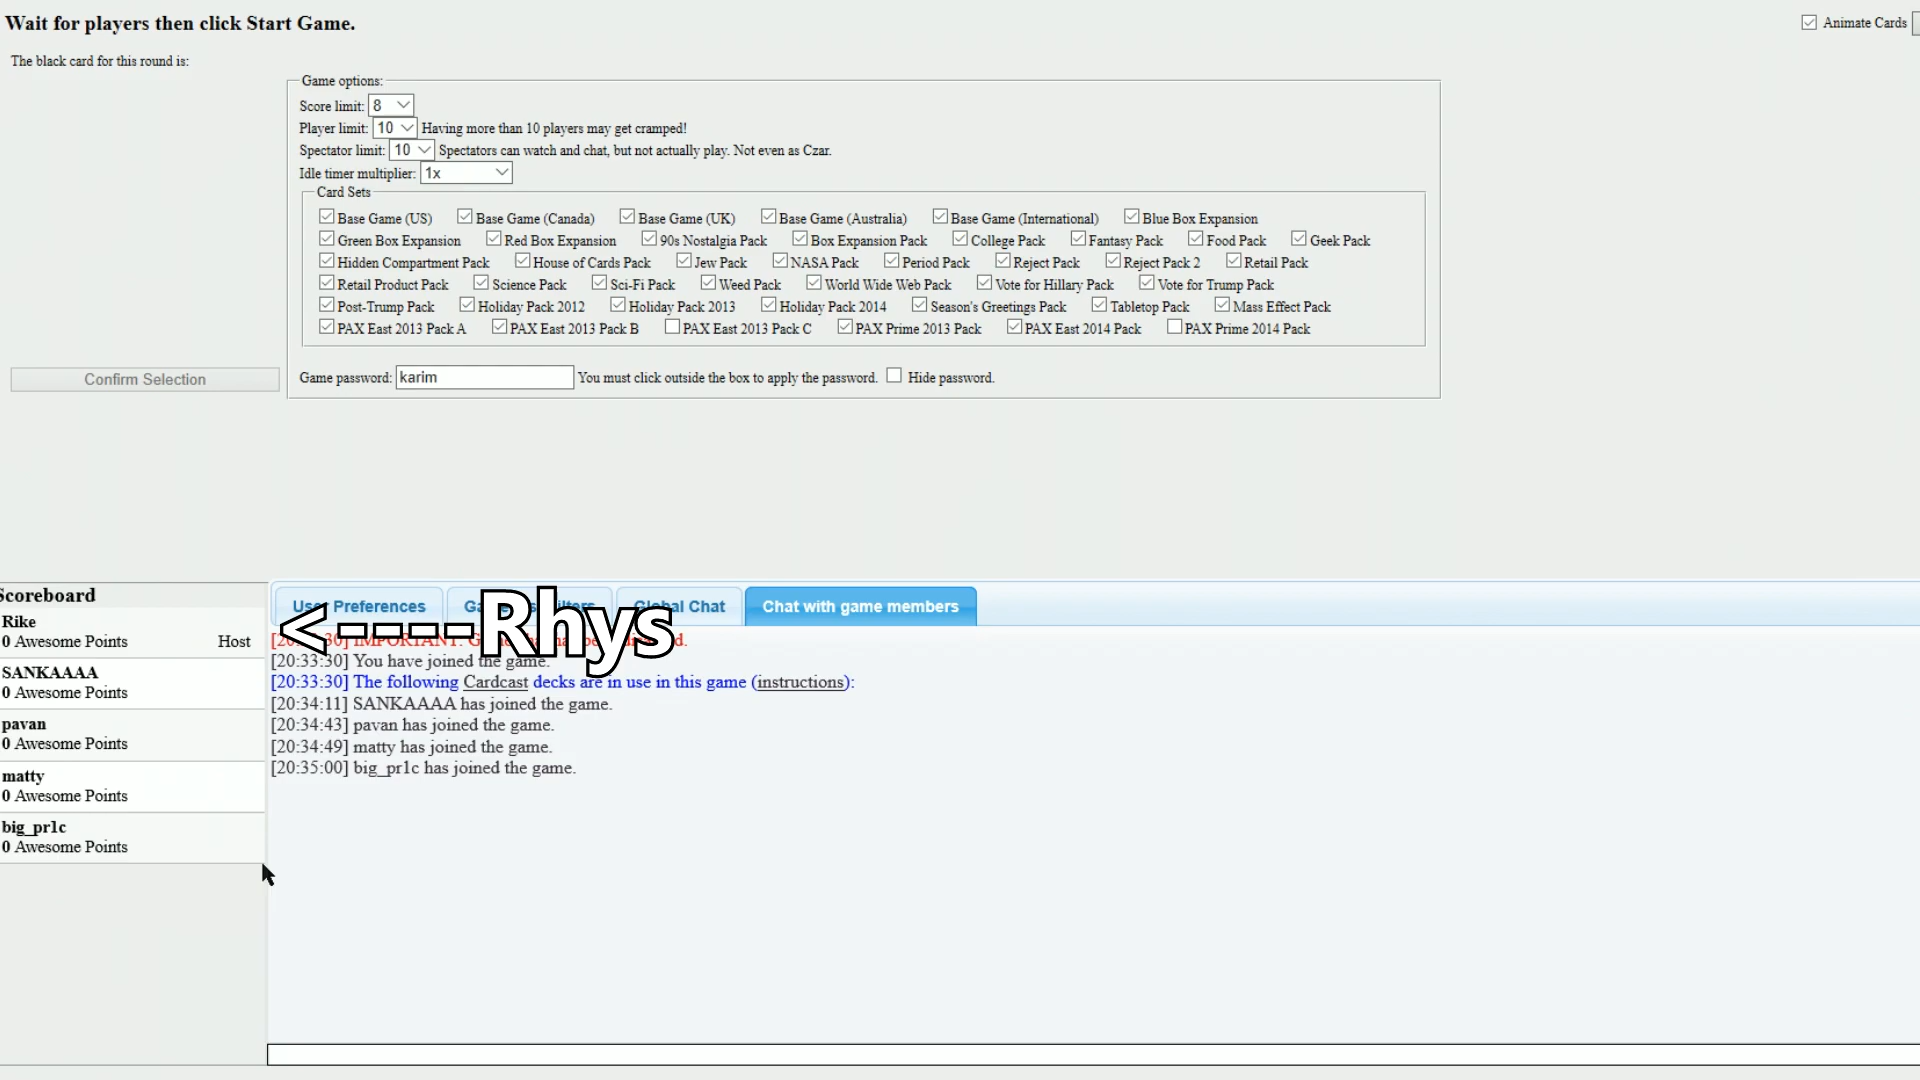 Wait for players then click Start Game.
Animate Cards
The black card for this round is:
Game options:
Score limit: 8
Player limit: 10 Having more than 10 players may get cramped!
Spectator limit: 10 Spectators can watch and chat, but not actually play. Not even as Czar.
Idle timer multiplier: 1x
Card Sets
Base Game (US) Base Game (Canada) Base Game (UK) Base Game (Australia) Base Game (International) Blue Box Expansion
Green Box Expansion Red Box Expansion 90s Nostalgia Pack Box Expansion Pack College Pack Fantasy Pack Food Pack Geek Pack
Hidden Compartment Pack House of Cards Pack Jew Pack NASA Pack Period Pack Reject Pack Reject Pack 2 Retail Pack
Retail Product Pack Science Pack Sci-Fi Pack Weed Pack World Wide Web Pack Vote for Hillary Pack Vote for Trump Pack
Post-Trump Pack Holiday Pack 2012 Holiday Pack 2013 Holiday Pack 2014 Season's Greetings Pack Tabletop Pack Mass Effect Pack
PAX East 2013 Pack A PAX East 2013 Pack B PAX East 2013 Pack C PAX Prime 2013 Pack PAX East 2014 Pack PAX Prime 2014 Pack
Game password: karim You must click outside the box to apply the password. Hide password.
Confirm Selection
Scoreboard
Rike
0 Awesome Points Host
SANKAAAA
0 Awesome Points
pavan
0 Awesome Points
matty
0 Awesome Points
big_pr1c
0 Awesome Points
User Preferences Global Chat Chat with game members
<----Rhys
IMPORTANT:
[20:33:30] You have joined the game.
[20:33:30] The following Cardcast decks are in use in this game (instructions):
[20:34:11] SANKAAAA has joined the game.
[20:34:43] pavan has joined the game.
[20:34:49] matty has joined the game.
[20:35:00] big_pr1c has joined the game.